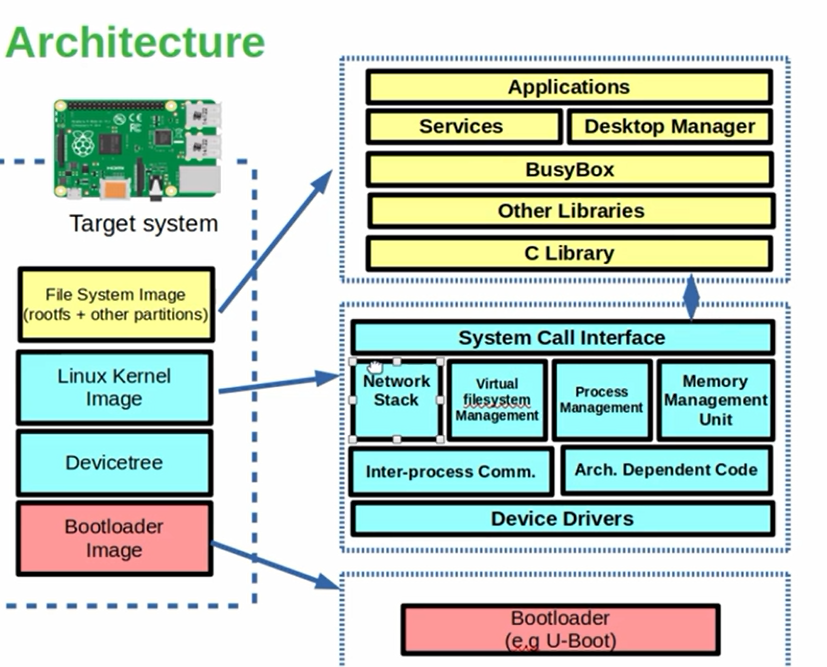 Architecture
Target system
File System Image
(rootfs + other partitions)
Linux Kernel
Image
Devicetree
Bootloader
Image
Applications
Services
Desktop Manager
BusyBox
Other Libraries
C Library
System Call Interface
Network
Stack
Virtual
filesystem
Management
Process
Management
Memory
Management
Unit
Inter-process Comm.
Arch. Dependent Code
Device Drivers
Bootloader
(e.g U-Boot)